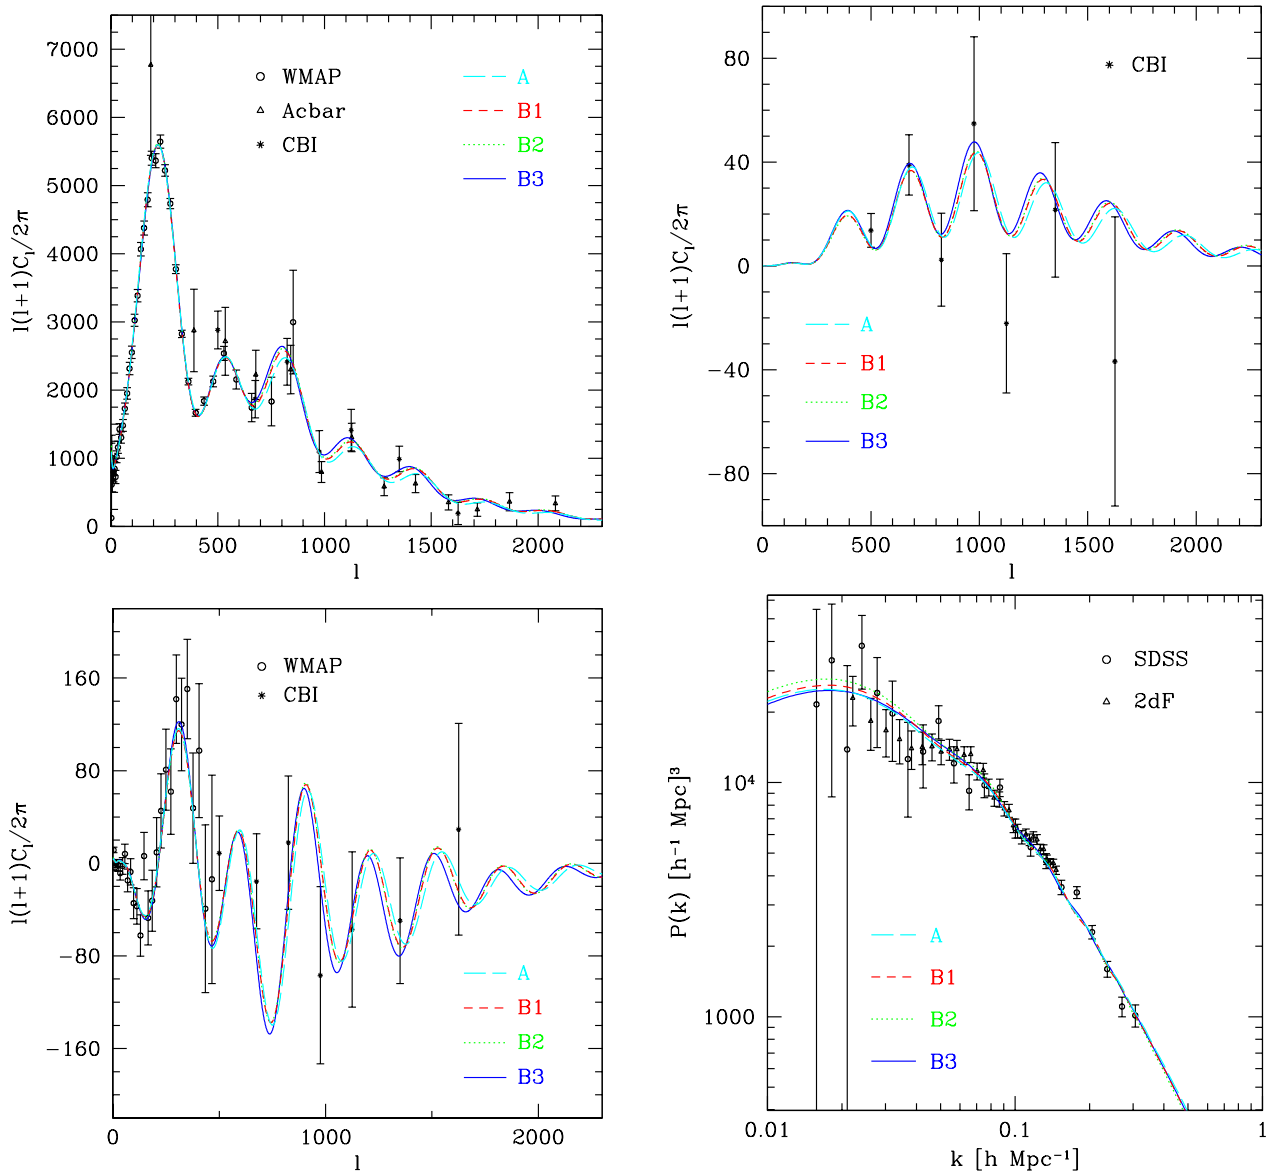 7000
6000
5000
4000
3000
2000
1000
0
l(l+1)C_l/2π
WMAP
Acbar
CBI
A
B1
B2
B3
0 500 1000 1500 2000
l
80
40
0
−40
−80
l(l+1)C_l/2π
CBI
A
B1
B2
B3
0 500 1000 1500 2000
l
160
80
0
−80
−160
l(l+1)C_l/2π
WMAP
CBI
A
B1
B2
B3
0 1000 2000
l
10⁴
1000
P(k) [h⁻¹ Mpc]³
SDSS
2dF
A
B1
B2
B3
0.01 0.1 1
k [h Mpc⁻¹]